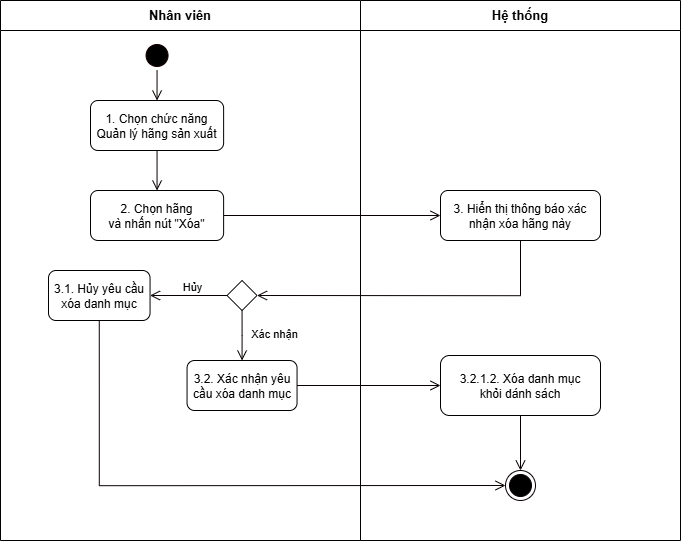 Nhân viên
Hệ thống
1. Chọn chức năng
Quản lý hãng sản xuất
2. Chọn hãng
và nhấn nút "Xóa"
3. Hiển thị thông báo xác
nhận xóa hãng này
3.1. Hủy yêu cầu
xóa danh mục
Hủy
Xác nhận
3.2. Xác nhận yêu
cầu xóa danh mục
3.2.1.2. Xóa danh mục
khỏi dánh sách